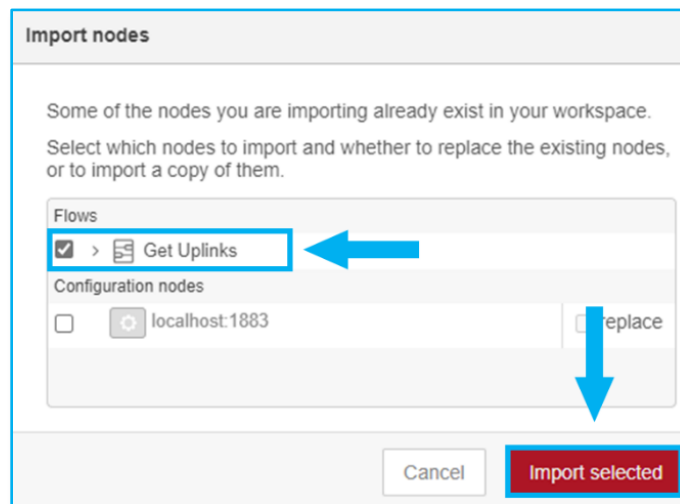 Import nodes
Some of the nodes you are importing already exist in your workspace.
Select which nodes to import and whether to replace the existing nodes,
or to import a copy of them.
Flows
Get Uplinks
Configuration nodes
localhost:1883 replace
Cancel Import selected